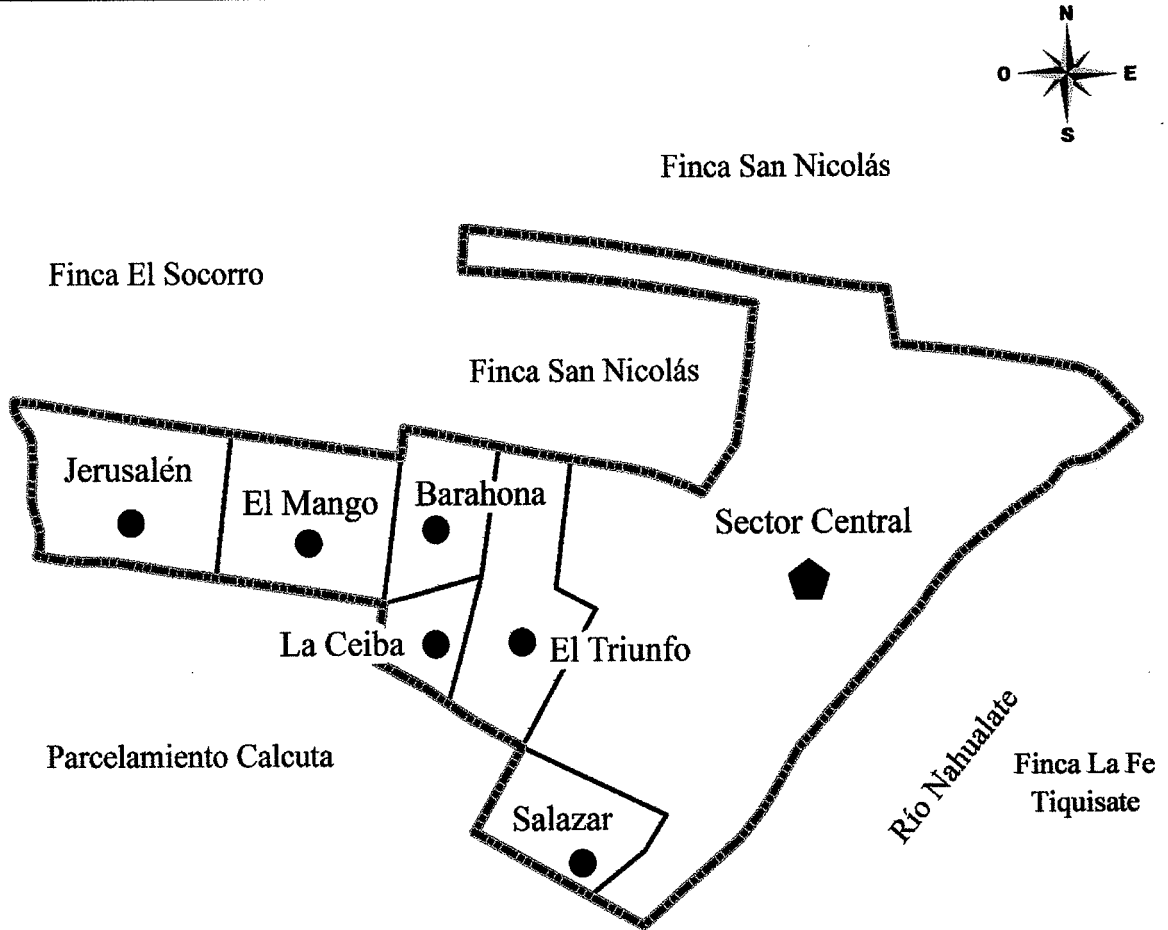 N
O E
S
Finca San Nicolás
Finca El Socorro
Finca San Nicolás
Jerusalén
El Mango
Barahona
Sector Central
La Ceiba
El Triunfo
Río Nahualate
Parcelamiento Calcuta
Finca La Fe
Tiquisate
Salazar